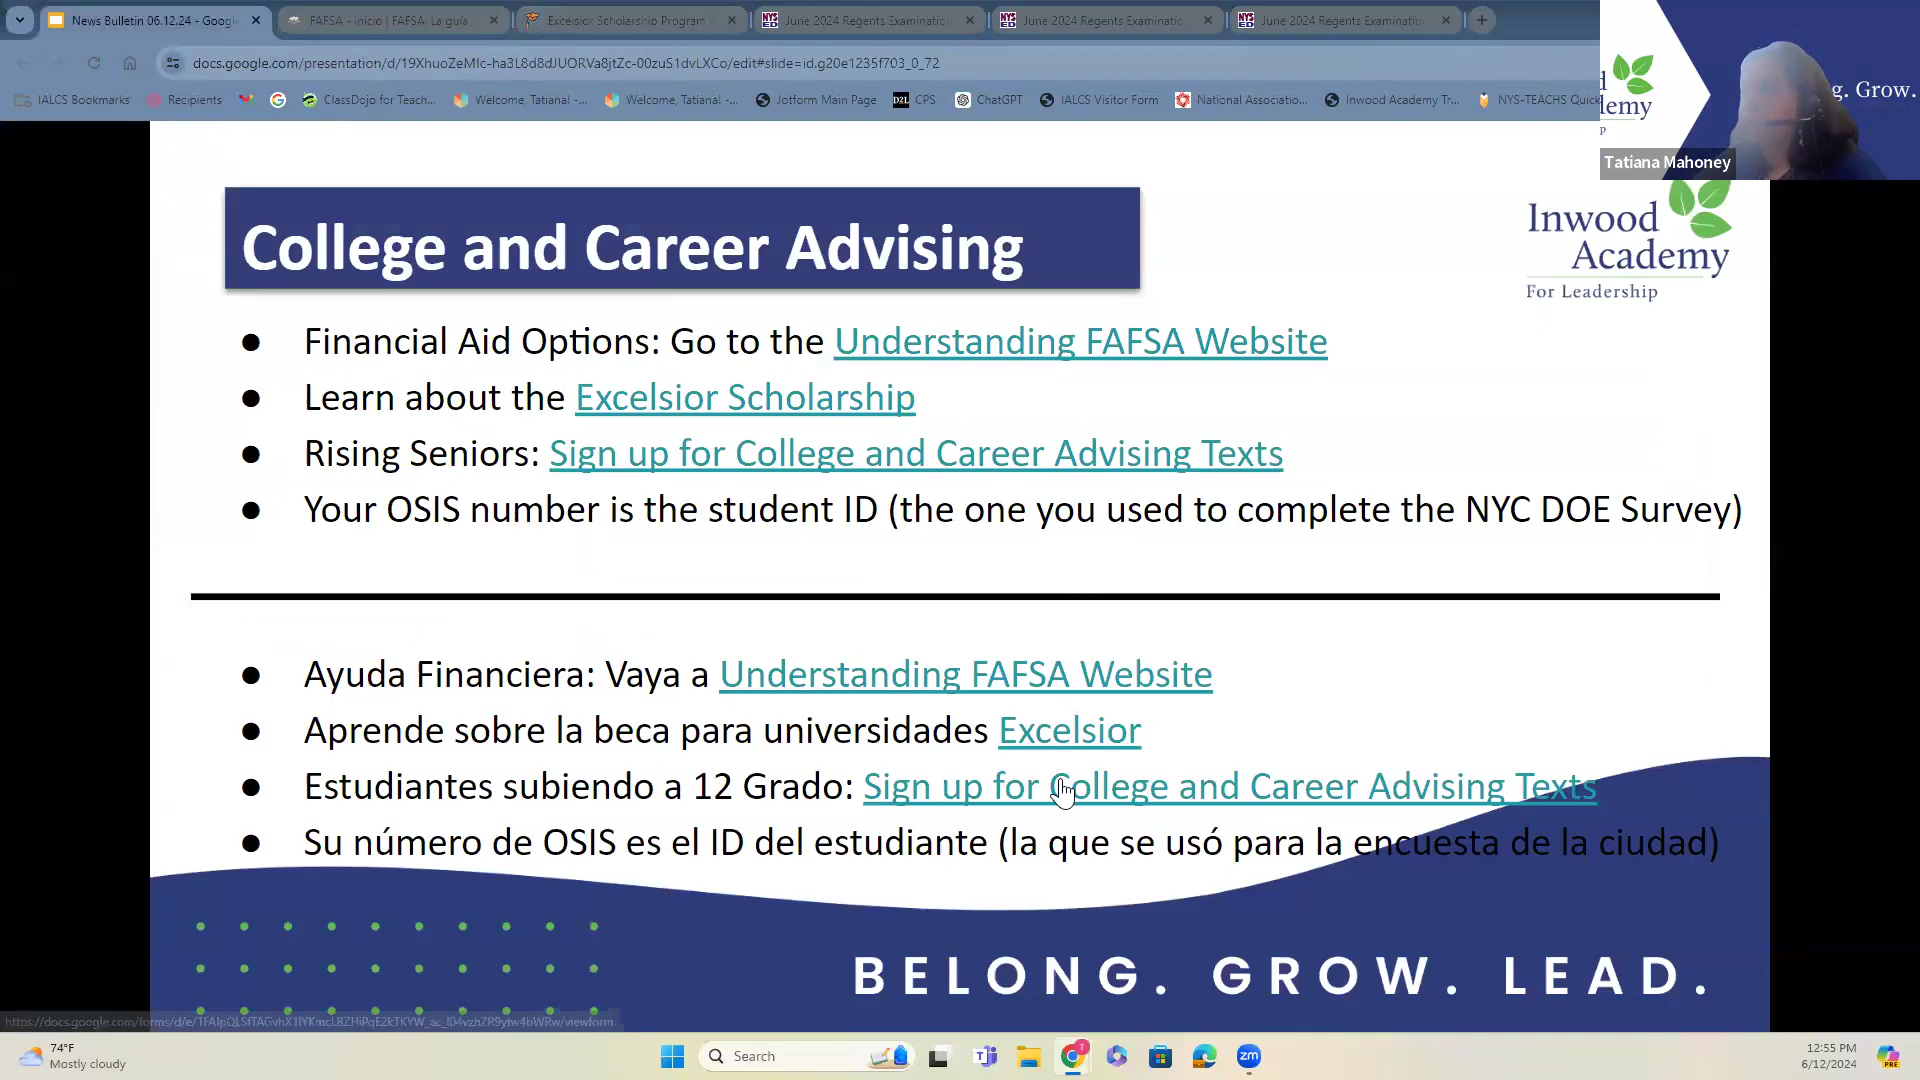 News Bulletin 06.12.24 - Google
FAFSA - inicio | FAFSA: La guía
Excelsior Scholarship Program
June 2024 Regents Examination
June 2024 Regents Examination
June 2024 Regents Examination
docs.google.com/presentation/d/19XhuoZeMIc-ha3L8d8dJUORVa8jtZc-00zuS1dvLXCo/edit#slide=id.g20e1235f703_0_72
IALCS Bookmarks
Recipients
ClassDojo for Teach...
Welcome, Tatiana! -...
Welcome, Tatiana! -...
Jotform Main Page
D2L CPS
ChatGPT
IALCS Visitor Form
National Associatio...
Inwood Academy Tr...
NYS-TEACHS Quick
g. Grow.
Tatiana Mahoney
Inwood
Academy
For Leadership
College and Career Advising
● Financial Aid Options: Go to the Understanding FAFSA Website
● Learn about the Excelsior Scholarship
● Rising Seniors: Sign up for College and Career Advising Texts
● Your OSIS number is the student ID (the one you used to complete the NYC DOE Survey)
● Ayuda Financiera: Vaya a Understanding FAFSA Website
● Aprende sobre la beca para universidades Excelsior
● Estudiantes subiendo a 12 Grado: Sign up for College and Career Advising Texts
● Su número de OSIS es el ID del estudiante (la que se usó para la encuesta de la ciudad)
BELONG. GROW. LEAD.
74°F
Mostly cloudy
Search
zm
12:55 PM
6/12/2024